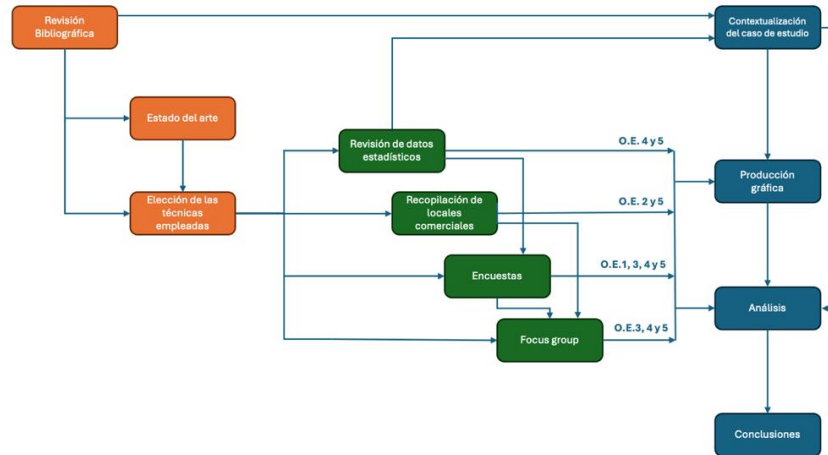 Revisión
Bibliográfica
Contextualización
del caso de estudio
Estado del arte
Revisión de datos
estadísticos
O.E. 4 y 5
Producción
gráfica
Elección de las
técnicas
empleadas
Recopilación de
locales
comerciales
O.E. 2 y 5
Encuestas
O.E.1, 3, 4 y 5
Análisis
Focus group
O.E.3, 4 y 5
Conclusiones